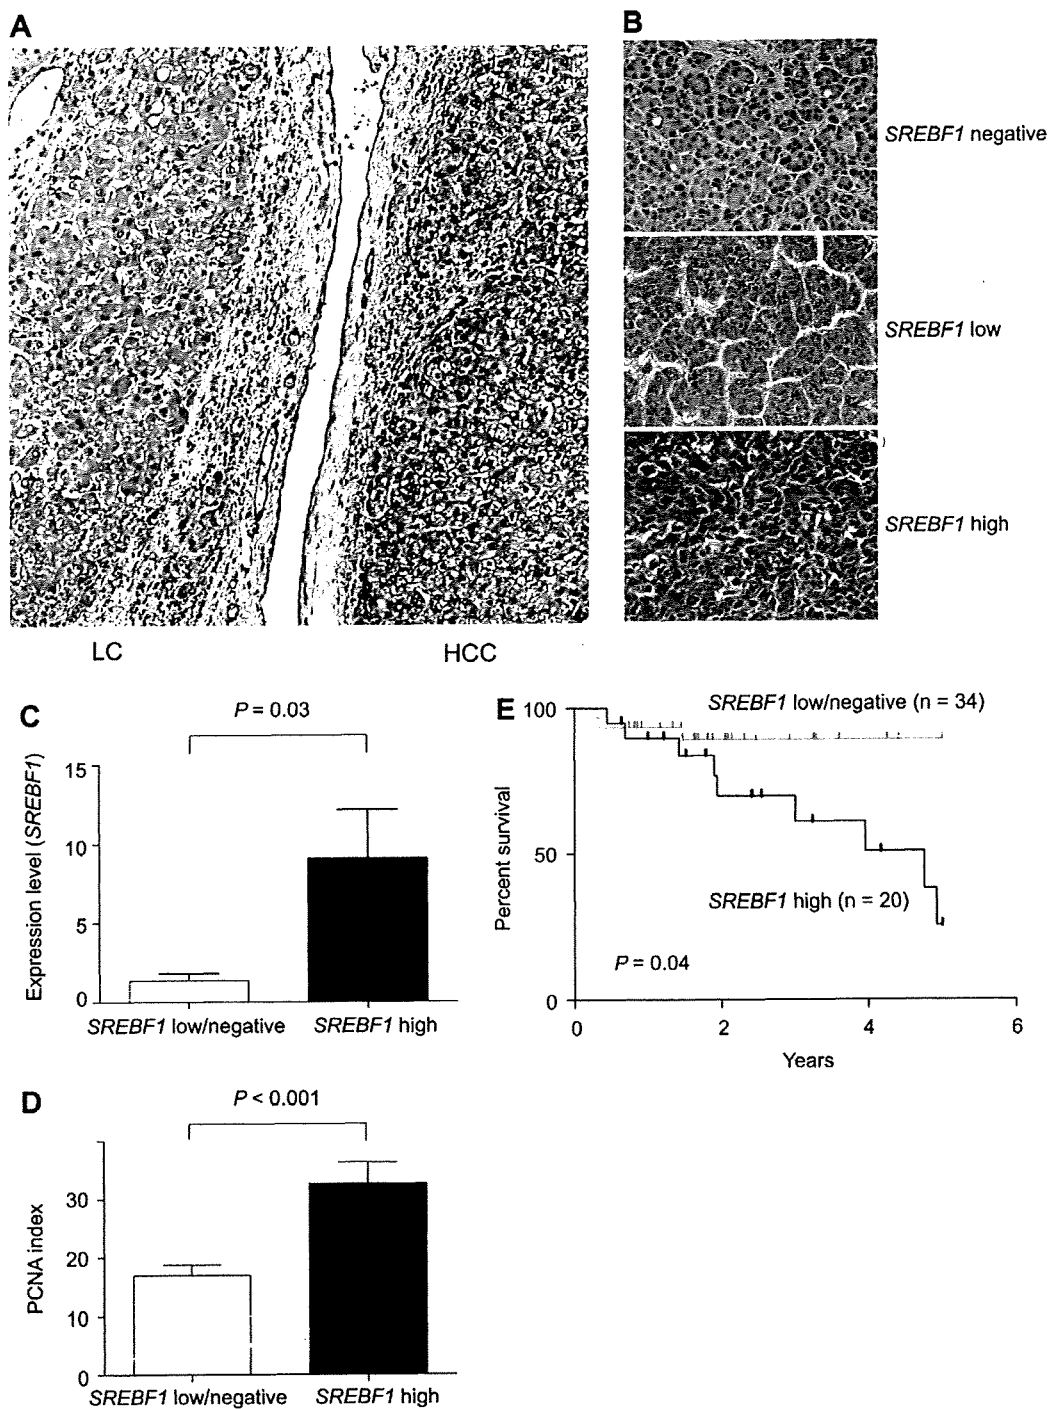 A
B
SREBF1 negative
SREBF1 low
SREBF1 high
LC
HCC
C
P = 0.03
Expression level (SREBF1)
15
10
5
0
SREBF1 low/negative
SREBF1 high
D
P < 0.001
PCNA index
30
20
10
0
SREBF1 low/negative
SREBF1 high
E
SREBF1 low/negative (n = 34)
100
50
0
Percent survival
SREBF1 high (n = 20)
P = 0.04
0
2
4
6
Years